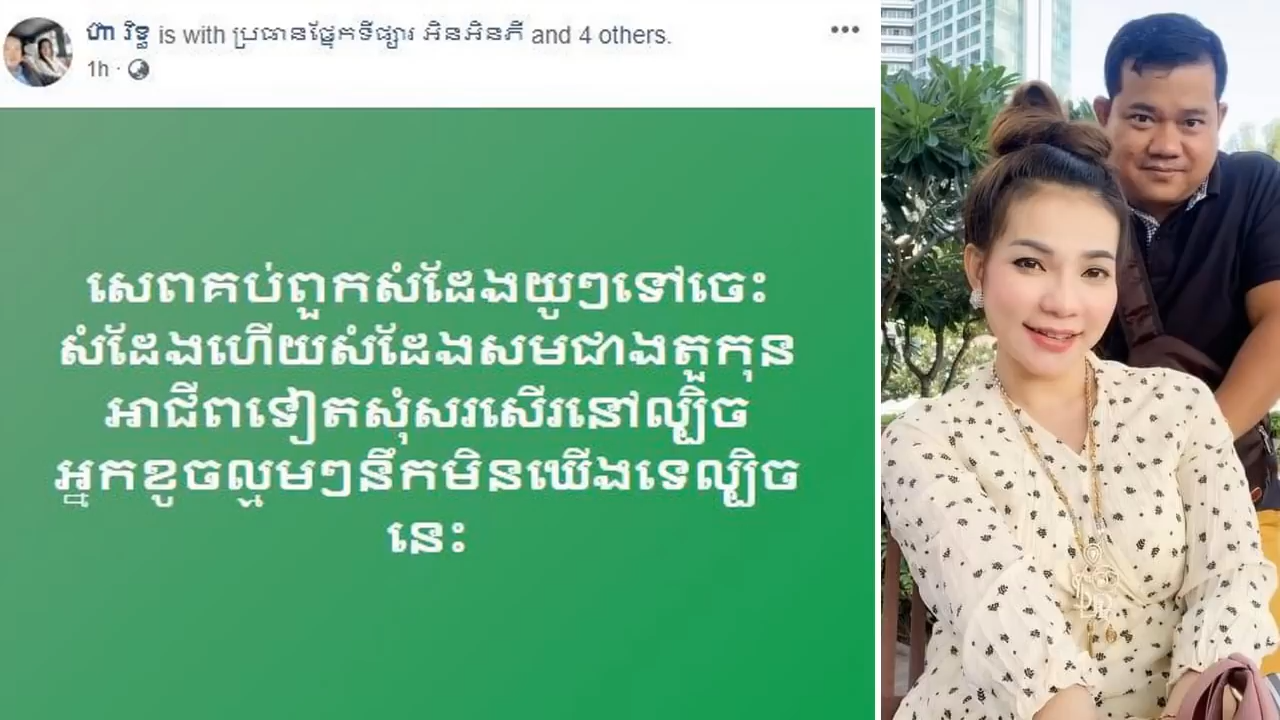 ហ៊ា រិទ្ធ is with ប្រធានផ្នែកទីផ្សារ អិនអិនភី and 4 others.
1h ·
សេពគប់ពួកសំដែងយូៗទៅចេះ
សំដែងហើយសំដែងសមជាងតួកុន
អាជីពទៀតសុំសរសើរនៅល្បិច
អ្នកខូចល្មមៗនឹកមិនឃើងទេល្បិច
នេះ